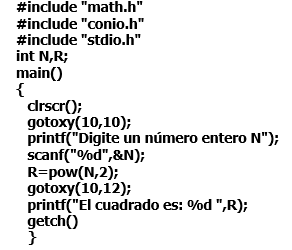 #include "math.h"
#include "conio.h"
#include "stdio.h"
int N,R;
main()
{
clrscr();
gotoxy(10,10);
printf("Digite un número entero N");
scanf("%d",&N);
R=pow(N,2);
gotoxy(10,12);
printf("El cuadrado es: %d ",R);
getch()
}